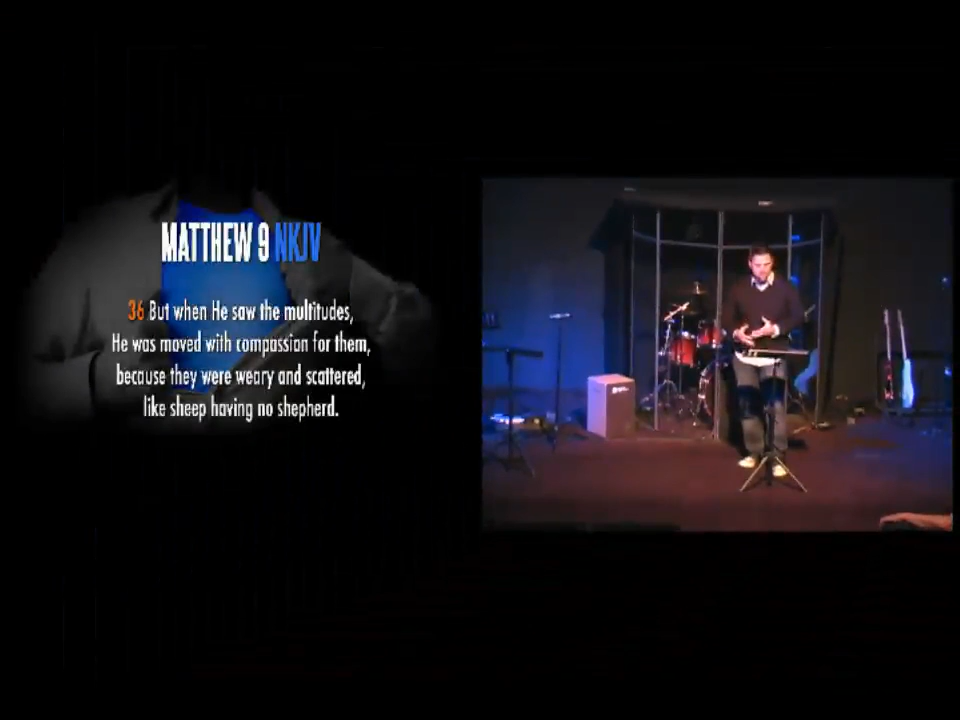 MATTHEW 9 NKJV
36 But when He saw the multitudes,
He was moved with compassion for them,
because they were weary and scattered,
like sheep having no shepherd.